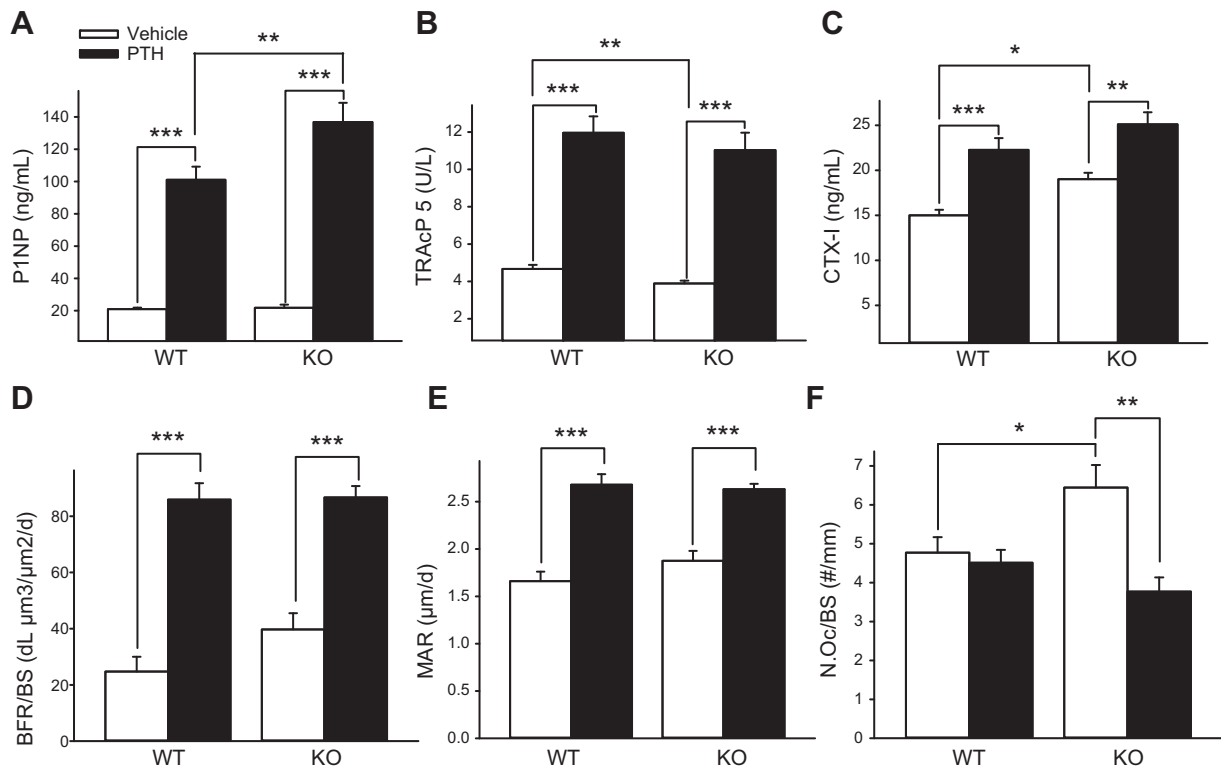 A
Vehicle
PTH
P1NP (ng/mL)
140
120
100
80
60
40
20
***
**
***
WT
KO
B
TRAcP 5 (U/L)
12
10
8
6
4
2
***
**
***
WT
KO
C
CTX-I (ng/mL)
25
20
15
10
5
***
*
**
WT
KO
D
BFR/BS (dL µm3/µm2/d)
80
60
40
20
0
***
***
WT
KO
E
MAR (µm/d)
2.5
2.0
1.5
1.0
0.5
0.0
***
***
WT
KO
F
N.Oc/BS (#/mm)
7
6
5
4
3
2
1
0
*
**
WT
KO